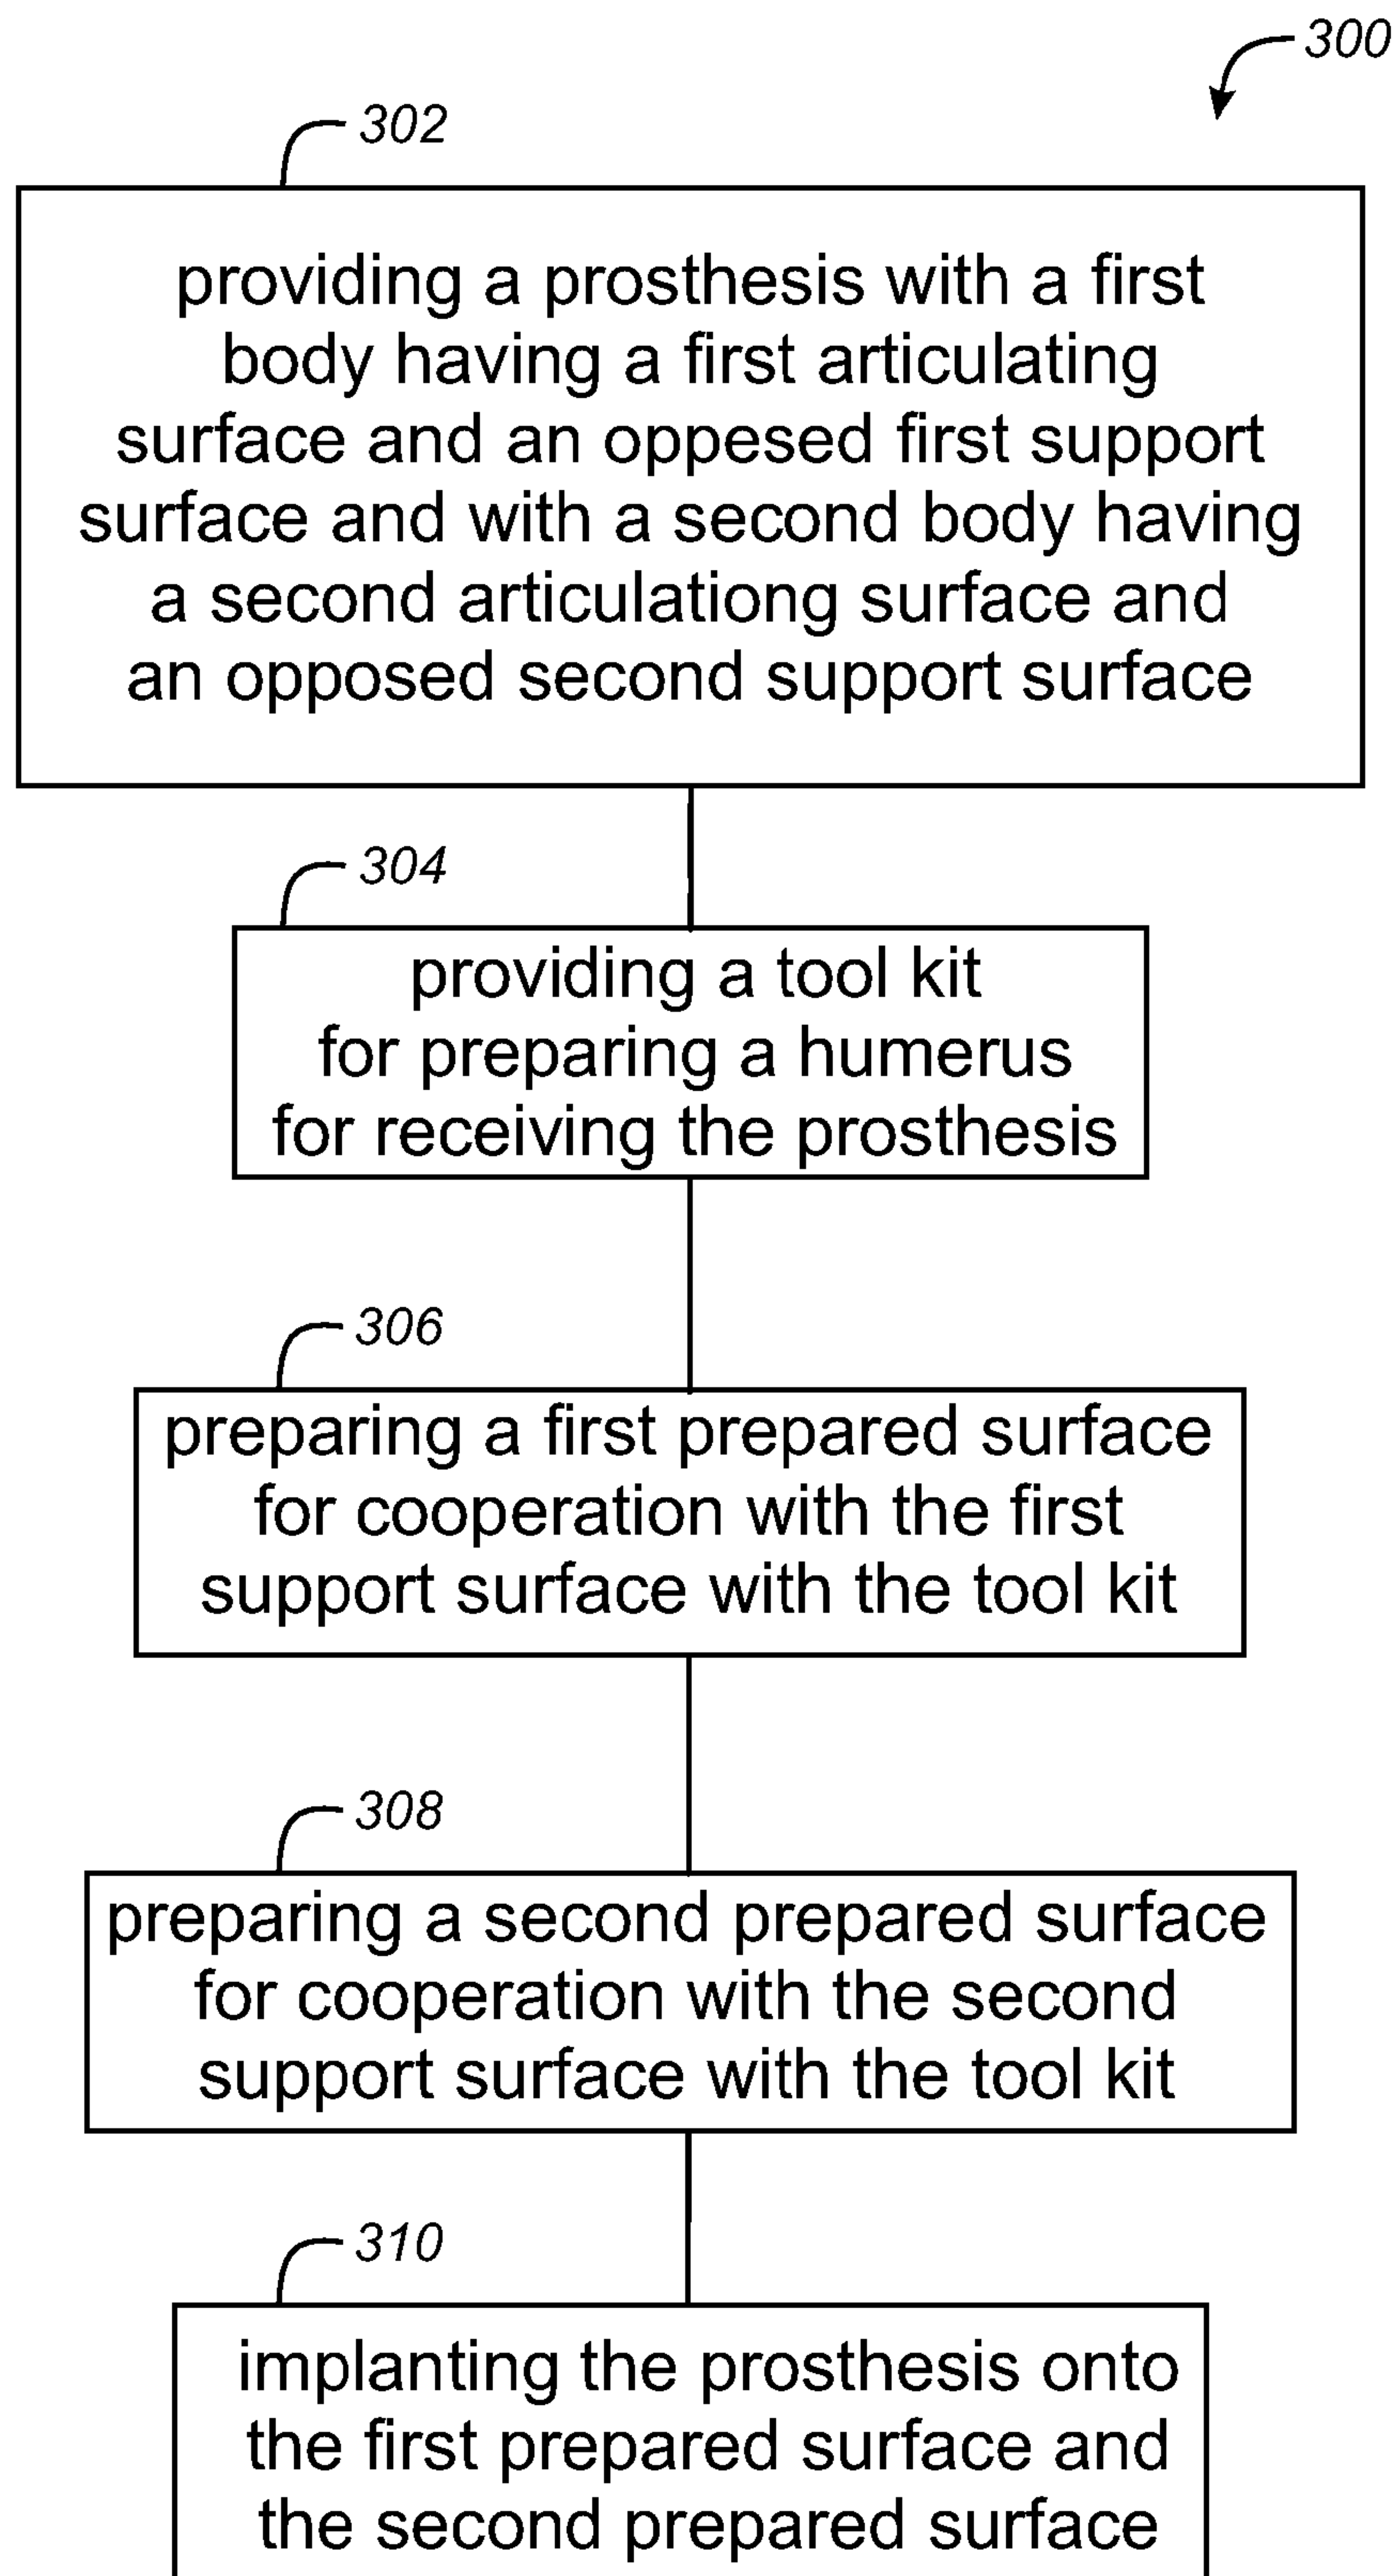 300
302
providing a prosthesis with a first
body having a first articulating
surface and an oppesed first support
surface and with a second body having
a second articulationg surface and
an opposed second support surface
304
providing a tool kit
for preparing a humerus
for receiving the prosthesis
306
preparing a first prepared surface
for cooperation with the first
support surface with the tool kit
308
preparing a second prepared surface
for cooperation with the second
support surface with the tool kit
310
implanting the prosthesis onto
the first prepared surface and
the second prepared surface